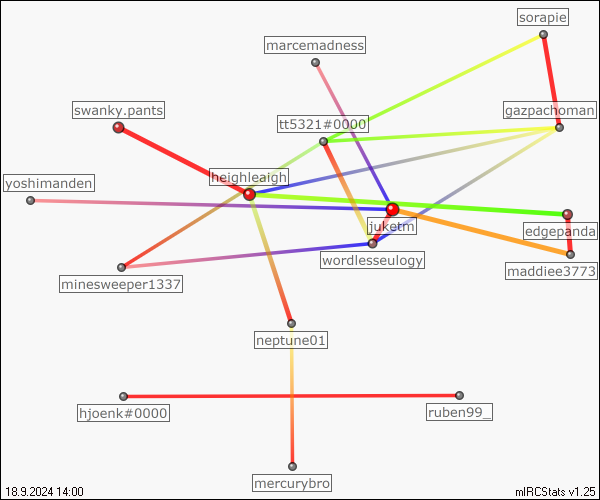 sorapie
marcemadness
swanky.pants
gazpachoman
tt5321#0000
heighleaigh
yoshimanden
juketm
edgepanda
wordlesseulogy
maddiee3773
minesweeper1337
neptune01
hjoenk#0000
ruben99_
mercurybro
18.9.2024 14:00
mIRCStats v1.25